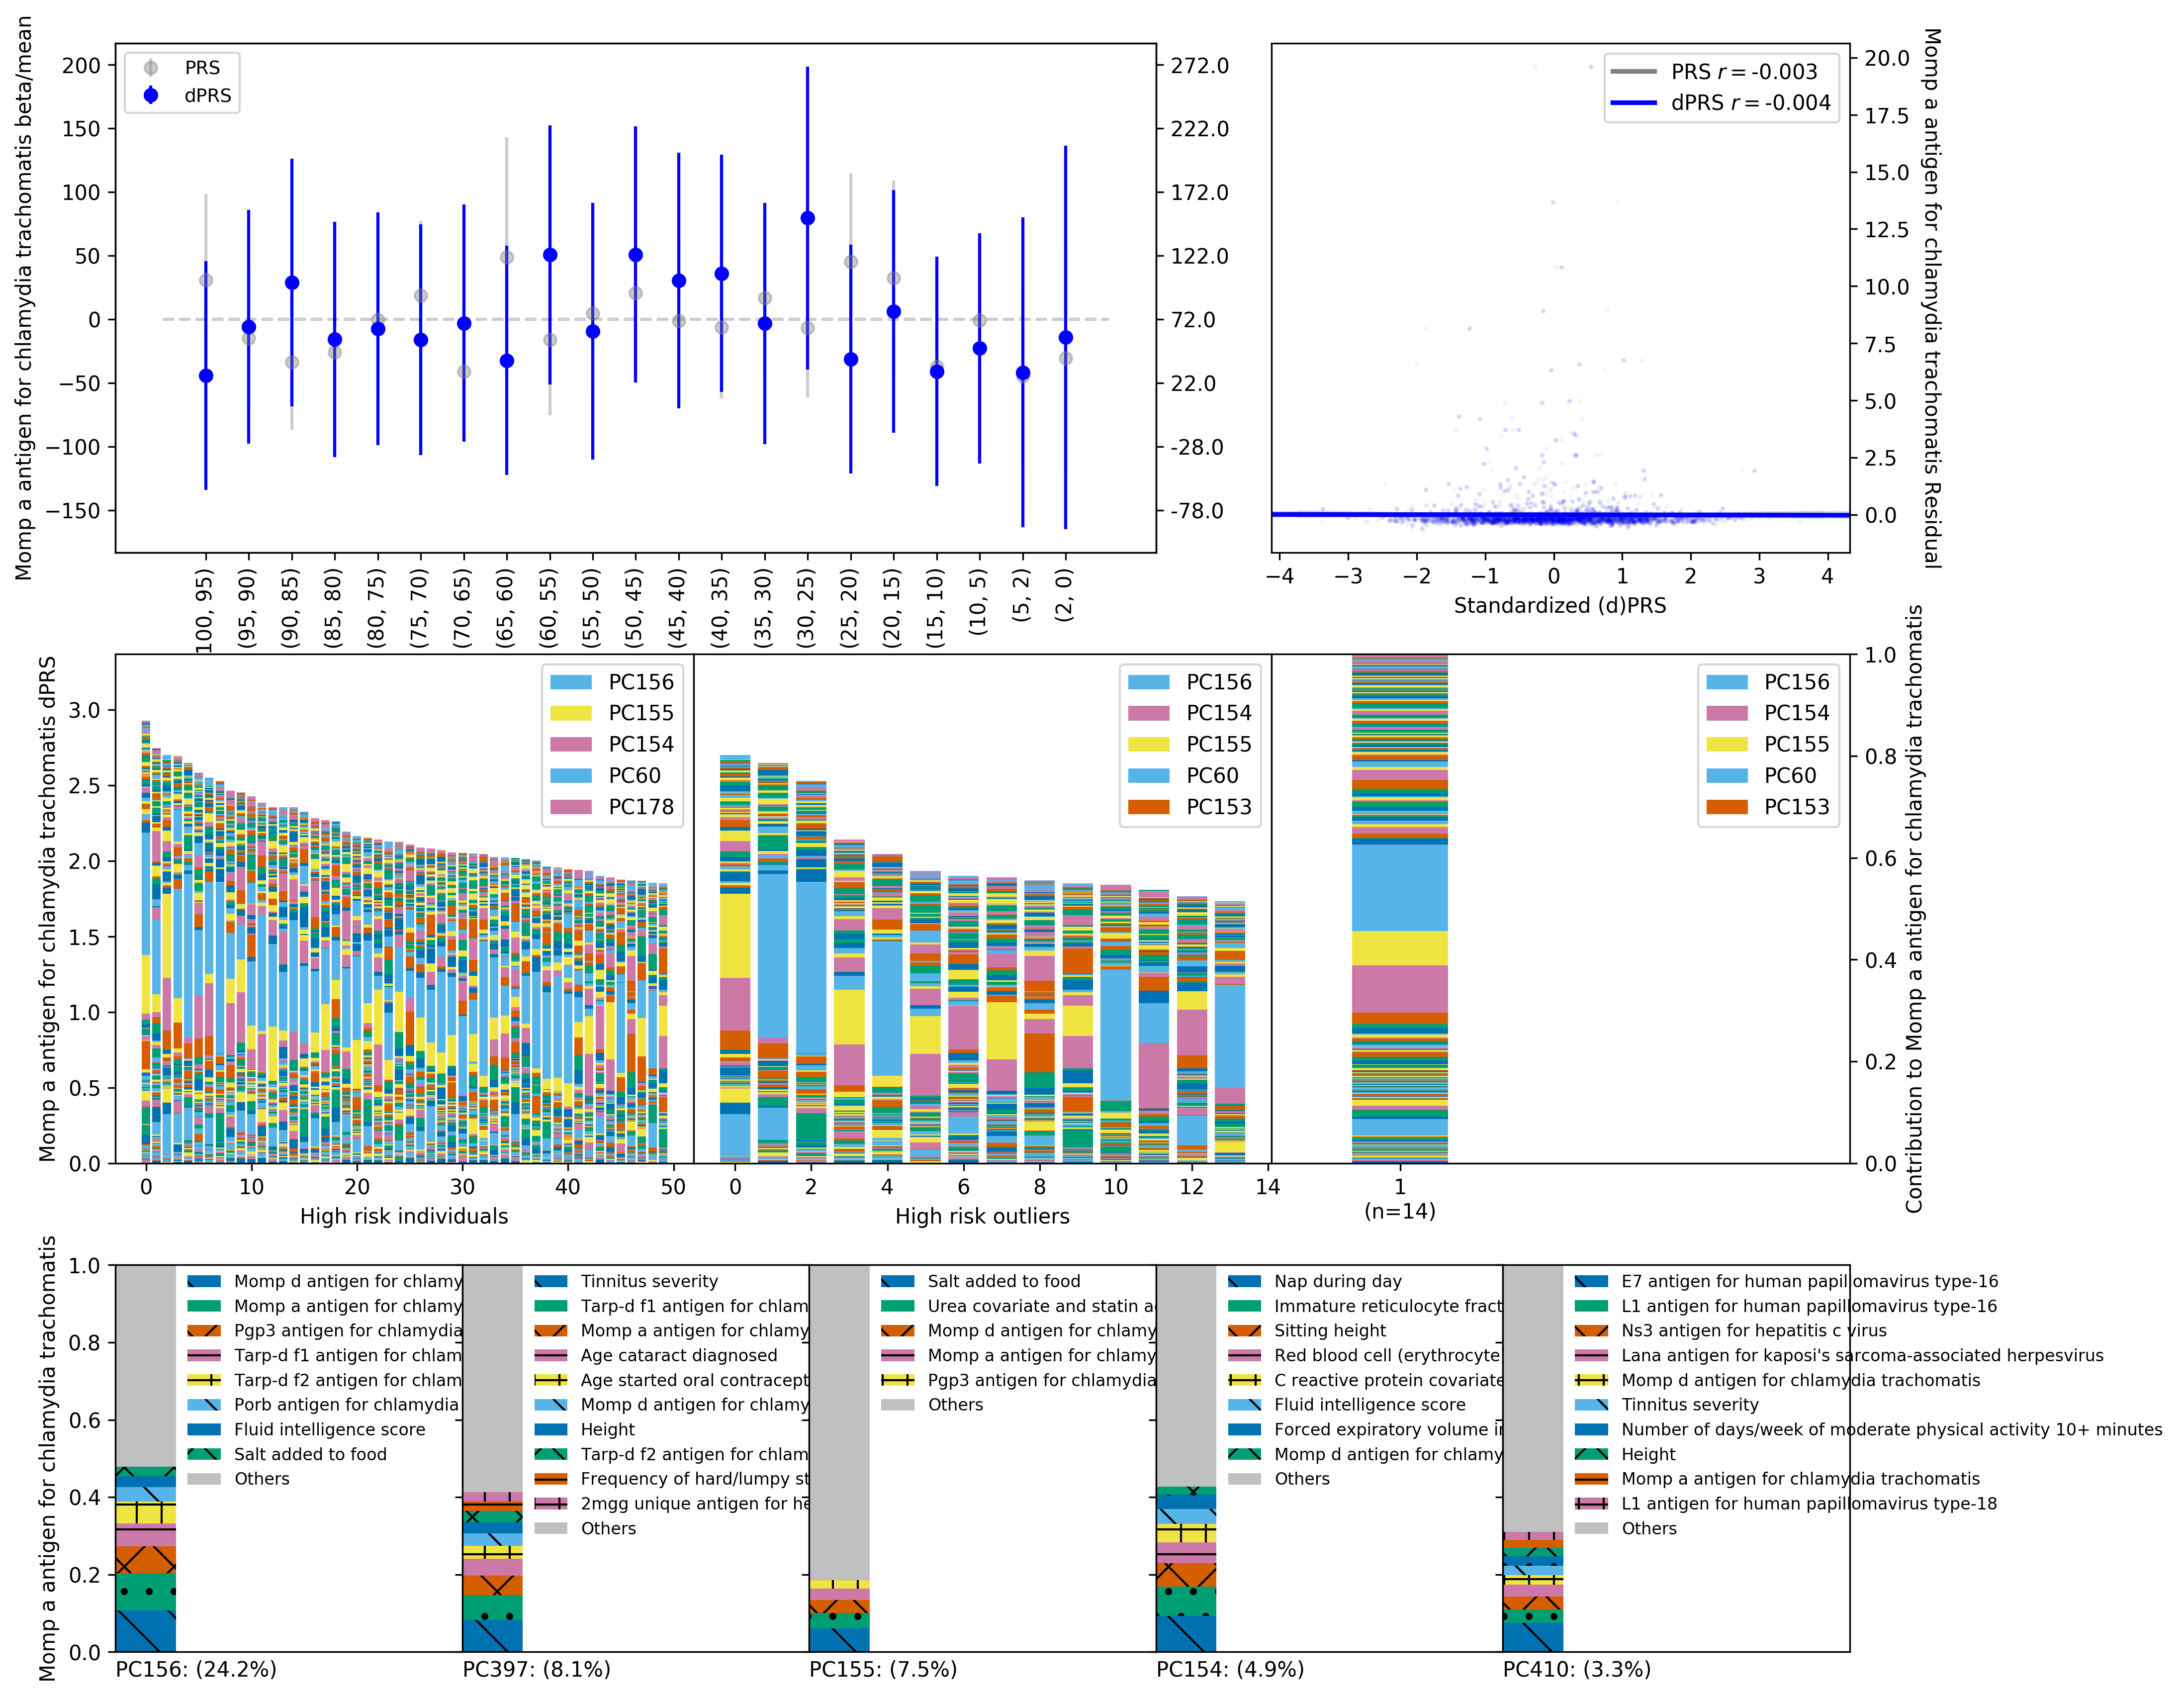 Momp a antigen for chlamydia trachomatis beta/mean
200
150
100
50
0
−50
−100
−150
PRS
dPRS
272.0
222.0
172.0
122.0
72.0
22.0
-28.0
-78.0
100, 95)
(95, 90)
(90, 85)
(85, 80)
(80, 75)
(75, 70)
(70, 65)
(65, 60)
(60, 55)
(55, 50)
(50, 45)
(45, 40)
(40, 35)
(35, 30)
(30, 25)
(25, 20)
(20, 15)
(15, 10)
(10, 5)
(5, 2)
(2, 0)
PRS r = -0.003
dPRS r = -0.004
20.0
17.5
15.0
12.5
10.0
7.5
5.0
2.5
0.0
Momp a antigen for chlamydia trachomatis Residual
−4 −3 −2 −1 0 1 2 3 4
Standardized (d)PRS
Momp a antigen for chlamydia trachomatis dPRS
3.0
2.5
2.0
1.5
1.0
0.5
0.0
PC156
PC155
PC154
PC60
PC178
0 10 20 30 40 50
High risk individuals
PC156
PC154
PC155
PC60
PC153
0 2 4 6 8 10 12 14
High risk outliers
PC156
PC154
PC155
PC60
PC153
1
(n=14)
1.0
0.8
0.6
0.4
0.2
0.0
Contribution to Momp a antigen for chlamydia trachomatis
Momp a antigen for chlamydia trachomatis
1.0
0.8
0.6
0.4
0.2
0.0
Momp d antigen for chlamy
Momp a antigen for chlamy
Pgp3 antigen for chlamydia
Tarp-d f1 antigen for chlam
Tarp-d f2 antigen for chlam
Porb antigen for chlamydia
Fluid intelligence score
Salt added to food
Others
PC156: (24.2%)
Tinnitus severity
Tarp-d f1 antigen for chlam
Momp a antigen for chlamy
Age cataract diagnosed
Age started oral contracept
Momp d antigen for chlamy
Height
Tarp-d f2 antigen for chlam
Frequency of hard/lumpy st
2mgg unique antigen for he
Others
PC397: (8.1%)
Salt added to food
Urea covariate and statin a
Momp d antigen for chlamy
Momp a antigen for chlamy
Pgp3 antigen for chlamydia
Others
PC155: (7.5%)
Nap during day
Immature reticulocyte fract
Sitting height
Red blood cell (erythrocyte
C reactive protein covariate
Fluid intelligence score
Forced expiratory volume i
Momp d antigen for chlamy
Others
PC154: (4.9%)
E7 antigen for human papillomavirus type-16
L1 antigen for human papillomavirus type-16
Ns3 antigen for hepatitis c virus
Lana antigen for kaposi's sarcoma-associated herpesvirus
Momp d antigen for chlamydia trachomatis
Tinnitus severity
Number of days/week of moderate physical activity 10+ minutes
Height
Momp a antigen for chlamydia trachomatis
L1 antigen for human papillomavirus type-18
Others
PC410: (3.3%)